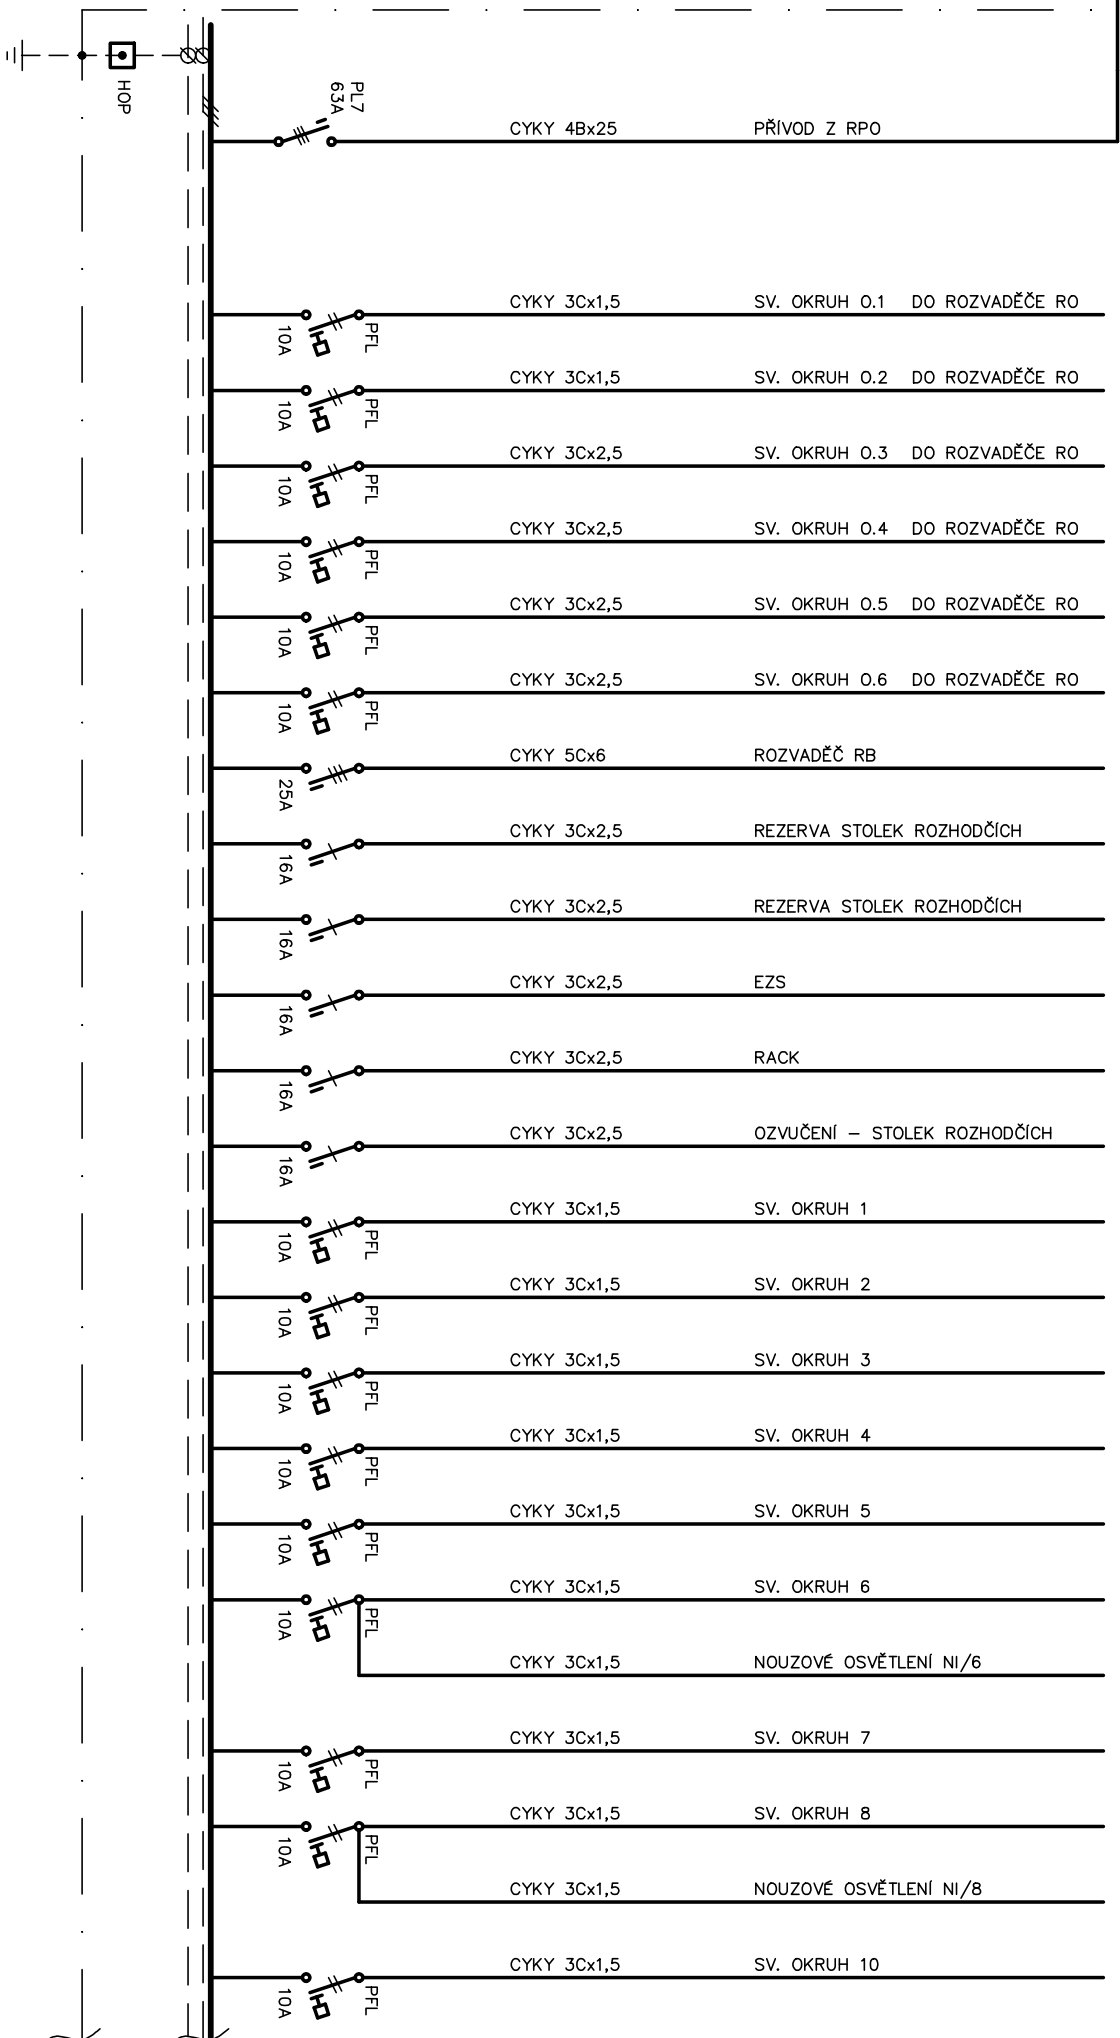 HOP
PL7
63A
CYKY 4Bx25 PŘÍVOD Z RPO
CYKY 3Cx1,5 SV. OKRUH O.1 DO ROZVADĚČE RO
10A PFL
CYKY 3Cx1,5 SV. OKRUH O.2 DO ROZVADĚČE RO
10A PFL
CYKY 3Cx2,5 SV. OKRUH O.3 DO ROZVADĚČE RO
10A PFL
CYKY 3Cx2,5 SV. OKRUH O.4 DO ROZVADĚČE RO
10A PFL
CYKY 3Cx2,5 SV. OKRUH O.5 DO ROZVADĚČE RO
10A PFL
CYKY 3Cx2,5 SV. OKRUH O.6 DO ROZVADĚČE RO
10A PFL
CYKY 5Cx6 ROZVADĚČ RB
25A
CYKY 3Cx2,5 REZERVA STOLEK ROZHODČÍCH
16A
CYKY 3Cx2,5 REZERVA STOLEK ROZHODČÍCH
16A
CYKY 3Cx2,5 EZS
16A
CYKY 3Cx2,5 RACK
16A
CYKY 3Cx2,5 OZVUČENÍ – STOLEK ROZHODČÍCH
16A
CYKY 3Cx1,5 SV. OKRUH 1
10A PFL
CYKY 3Cx1,5 SV. OKRUH 2
10A PFL
CYKY 3Cx1,5 SV. OKRUH 3
10A PFL
CYKY 3Cx1,5 SV. OKRUH 4
10A PFL
CYKY 3Cx1,5 SV. OKRUH 5
10A PFL
CYKY 3Cx1,5 SV. OKRUH 6
10A PFL
CYKY 3Cx1,5 NOUZOVÉ OSVĚTLENÍ NI/6
CYKY 3Cx1,5 SV. OKRUH 7
10A PFL
CYKY 3Cx1,5 SV. OKRUH 8
10A PFL
CYKY 3Cx1,5 NOUZOVÉ OSVĚTLENÍ NI/8
CYKY 3Cx1,5 SV. OKRUH 10
10A PFL